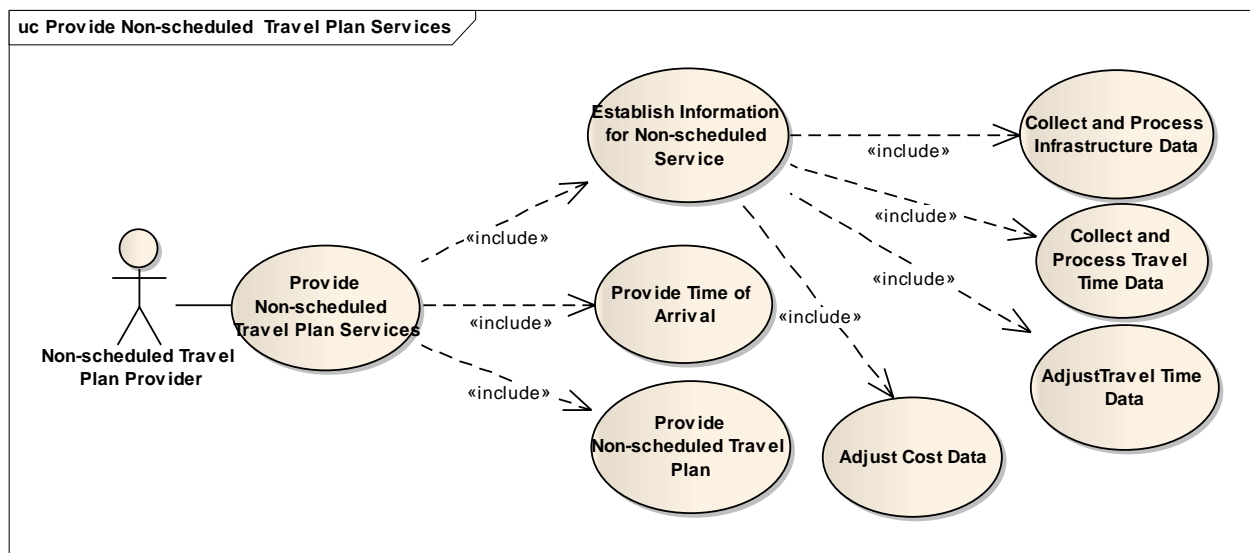 uc Provide Non-scheduled Travel Plan Services
Establish Information
for Non-scheduled
Service
Collect and Process
Infrastructure Data
«include»
«include»
Collect and
Process Travel
Time Data
«include»
«include»
Provide
Non-scheduled
Travel Plan Services
Provide Time of
Arrival
«include»
«include»
Non-scheduled Travel
Plan Provider
AdjustTravel Time
Data
«include»
Provide
Non-scheduled Travel
Plan
Adjust Cost Data